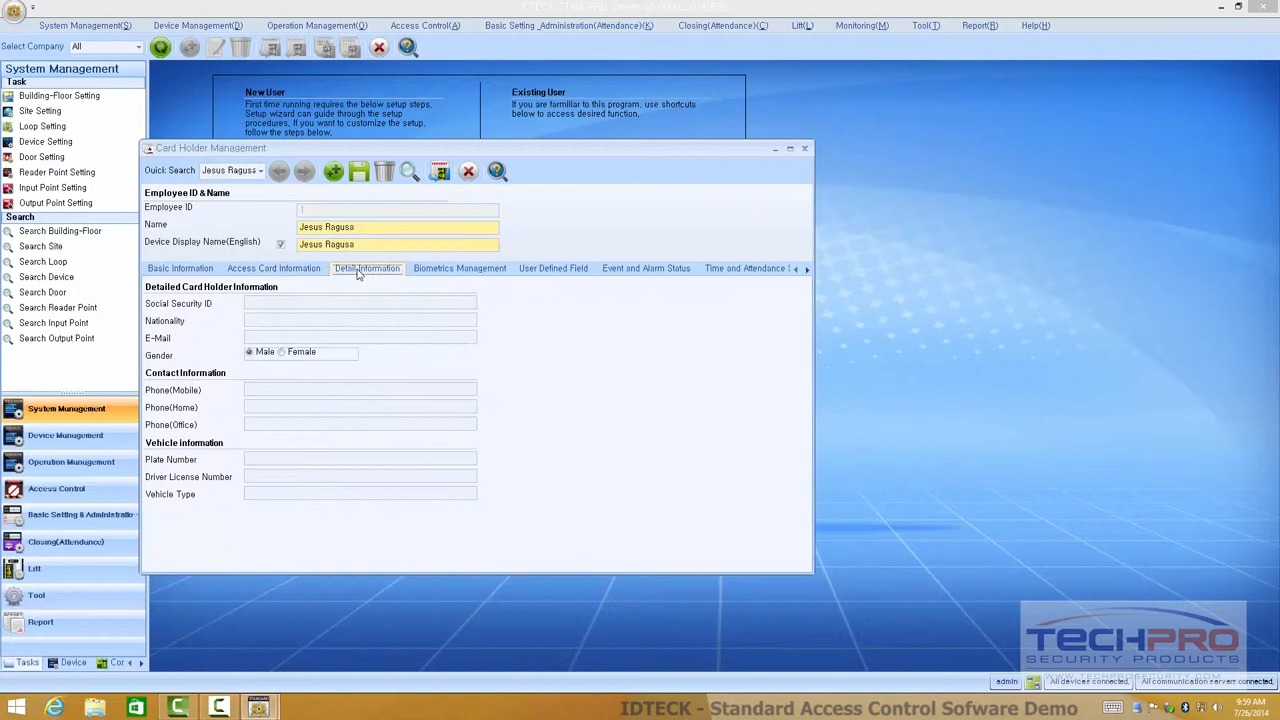 IDTECK - STANDARD
System Management(S) Device Management(D) Operation Management(O) Access Control(A) Basic Setting _Administration(Attendance)(K) Closing(Attendance)(C) Lift(L) Monitoring(M) Tool(T) Report(R) Help(H)
Select Company All
System Management
Task
Building-Floor Setting
Site Setting
Loop Setting
Device Setting
Door Setting
Reader Point Setting
Input Point Setting
Output Point Setting
Search
Search Building-Floor
Search Site
Search Loop
Search Device
Search Door
Search Reader Point
Search Input Point
Search Output Point
System Management
Device Management
Operation Management
Access Control
Basic Setting & Administratio
Closing(Attendance)
Lift
Tool
Report
Tasks Device Cor
New User
First time running requires the below setup steps.
Setup wizard can guide through the setup
procedures. If you want to customize the setup,
follow the steps below.
Existing User
If you are farmiliar to this program, use shortcuts
below to access desired function.
Card Holder Management
Quick Search Jesus Ragusa
Employee ID & Name
Employee ID 1
Name Jesus Ragusa
Device Display Name(English) Jesus Ragusa
Basic Information Access Card Information Detail Information Biometrics Management User Defined Field Event and Alarm Status Time and Attendance S
Detailed Card Holder Information
Social Security ID
Nationality
E-Mail
Gender Male Female
Contact Information
Phone(Mobile)
Phone(Home)
Phone(Office)
Vehicle information
Plate Number
Driver License Number
Vehicle Type
TECHPRO
SECURITY PRODUCTS
WWW.TECHPROSECURITY.COM
admin All devices connected, All communication servers connected,
STANDARD
IDTECK - Standard Access Control Sofware Demo
9:59 AM
7/26/2014